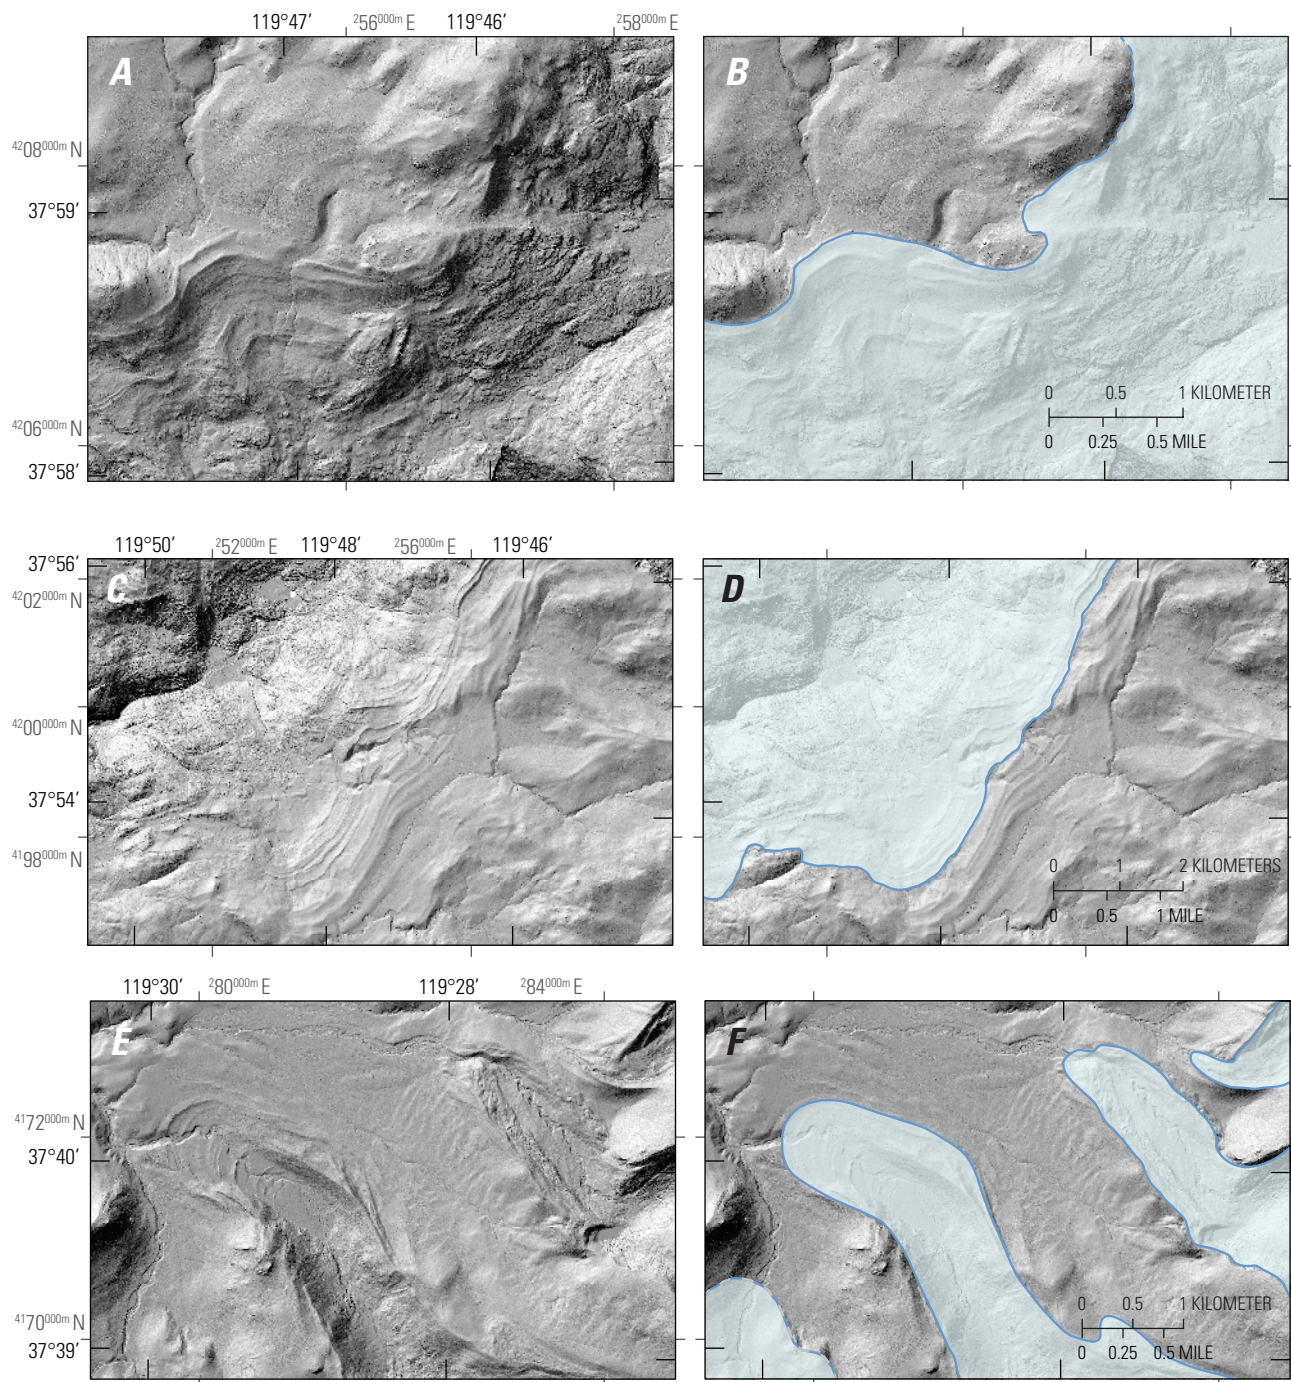 119°47′ 256000m E 119°46′ 258000m E
A
B
4208000m N
37°59′
4206000m N
37°58′
0 0.5 1 KILOMETER
0 0.25 0.5 MILE
119°50′ 252000m E 119°48′ 256000m E 119°46′
37°56′
4202000m N
C
D
4200000m N
37°54′
4198000m N
0 1 2 KILOMETERS
0 0.5 1 MILE
119°30′ 280000m E 119°28′ 284000m E
E
F
4172000m N
37°40′
4170000m N
37°39′
0 0.5 1 KILOMETER
0 0.25 0.5 MILE